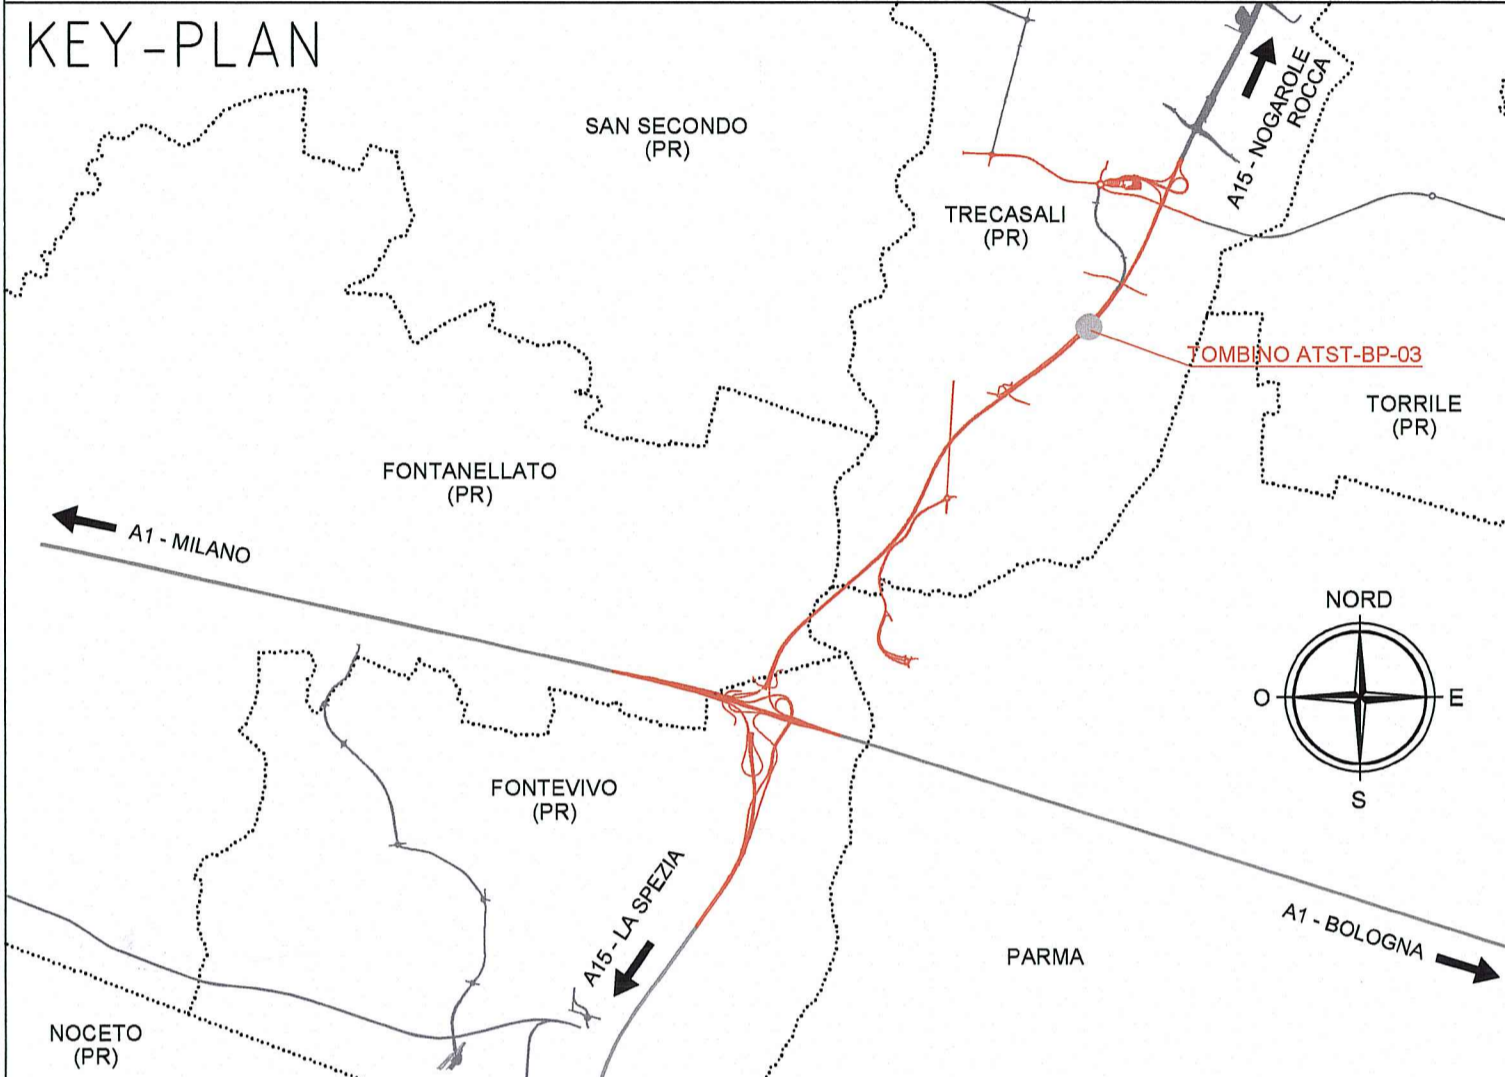 KEY-PLAN
SAN SECONDO
(PR)
A15 - NOGAROLE
ROCCA
TRECASALI
(PR)
TOMBINO ATST-BP-03
TORRILE
(PR)
FONTANELLATO
(PR)
A1 - MILANO
NORD
O
E
S
FONTEVIVO
(PR)
A15 - LA SPEZIA
A1 - BOLOGNA
PARMA
NOCETO
(PR)